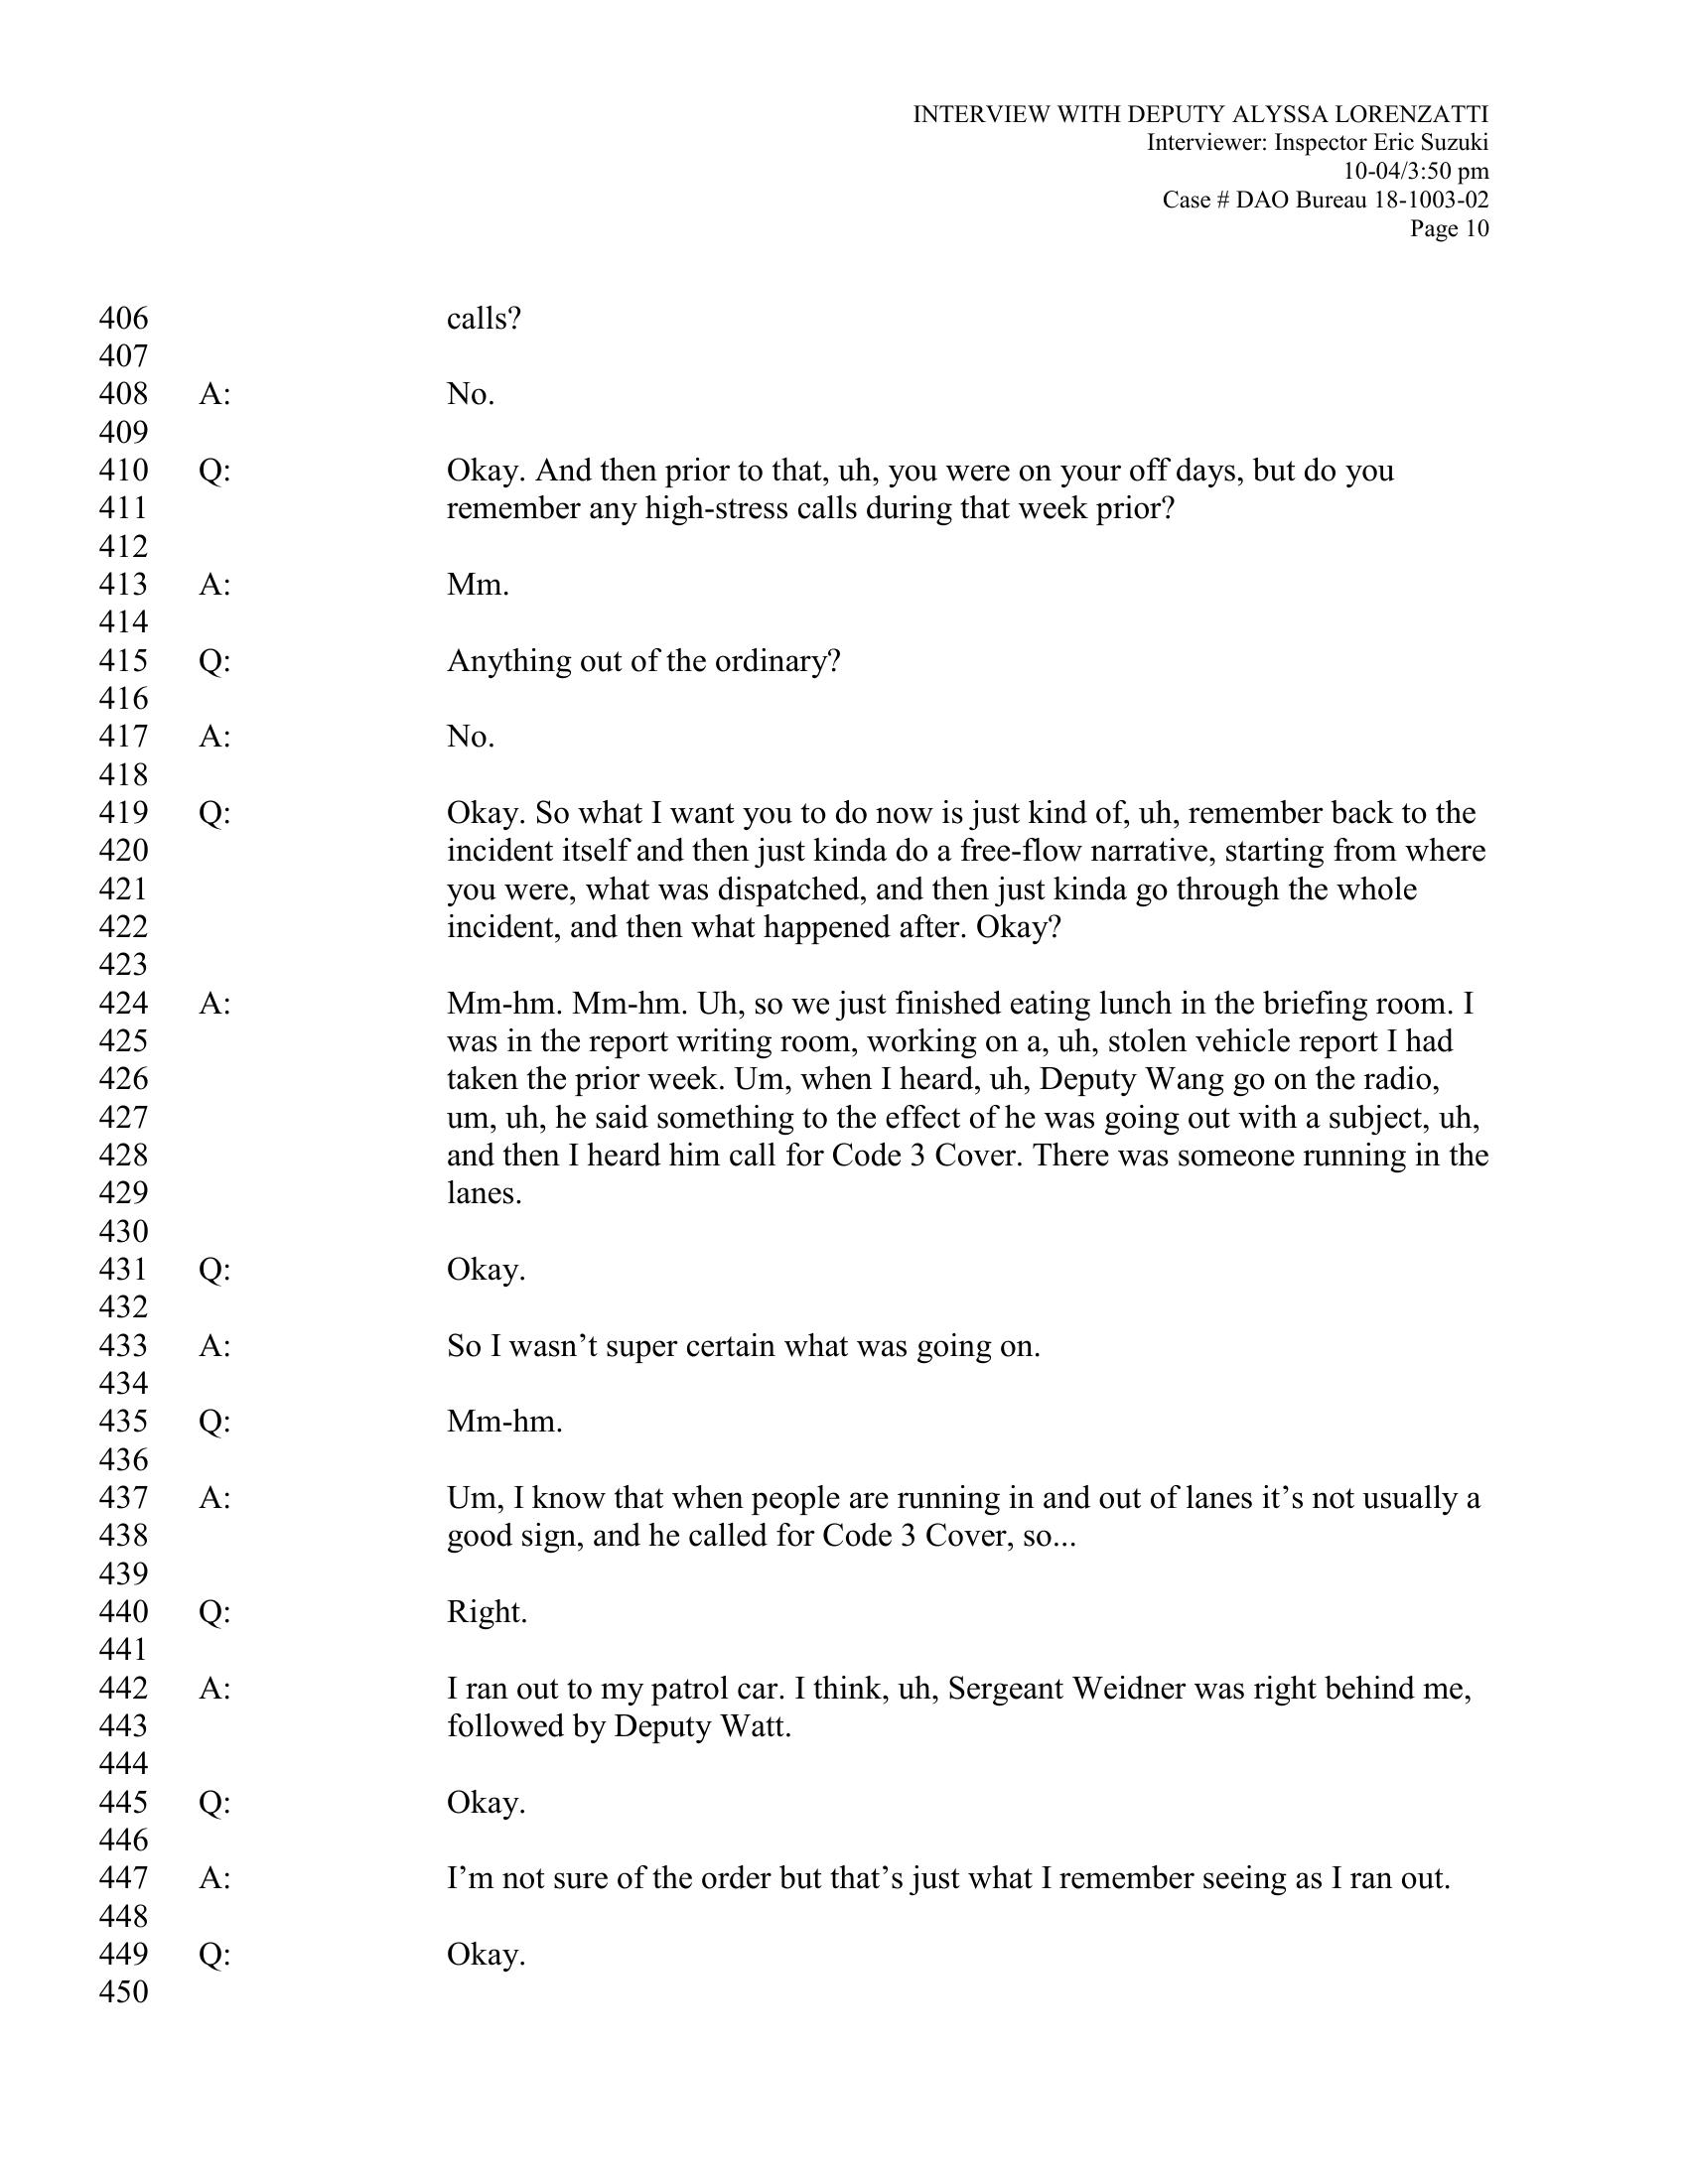 INTERVIEW WITH DEPUTY ALYSSA LORENZATTI
Interviewer: Inspector Eric Suzuki
10-04/3:50 pm
Case # DAO Bureau 18-1003-02
Page 10
406 calls?
407
408 A: No.
409
410 Q: Okay. And then prior to that, uh, you were on your off days, but do you
411 remember any high-stress calls during that week prior?
412
413 A: Mm.
414
415 Q: Anything out of the ordinary?
416
417 A: No.
418
419 Q: Okay. So what I want you to do now is just kind of, uh, remember back to the
420 incident itself and then just kinda do a free-flow narrative, starting from where
421 you were, what was dispatched, and then just kinda go through the whole
422 incident, and then what happened after. Okay?
423
424 A: Mm-hm. Mm-hm. Uh, so we just finished eating lunch in the briefing room. I
425 was in the report writing room, working on a, uh, stolen vehicle report I had
426 taken the prior week. Um, when I heard, uh, Deputy Wang go on the radio,
427 um, uh, he said something to the effect of he was going out with a subject, uh,
428 and then I heard him call for Code 3 Cover. There was someone running in the
429 lanes.
430
431 Q: Okay.
432
433 A: So I wasn’t super certain what was going on.
434
435 Q: Mm-hm.
436
437 A: Um, I know that when people are running in and out of lanes it’s not usually a
438 good sign, and he called for Code 3 Cover, so...
439
440 Q: Right.
441
442 A: I ran out to my patrol car. I think, uh, Sergeant Weidner was right behind me,
443 followed by Deputy Watt.
444
445 Q: Okay.
446
447 A: I’m not sure of the order but that’s just what I remember seeing as I ran out.
448
449 Q: Okay.
450